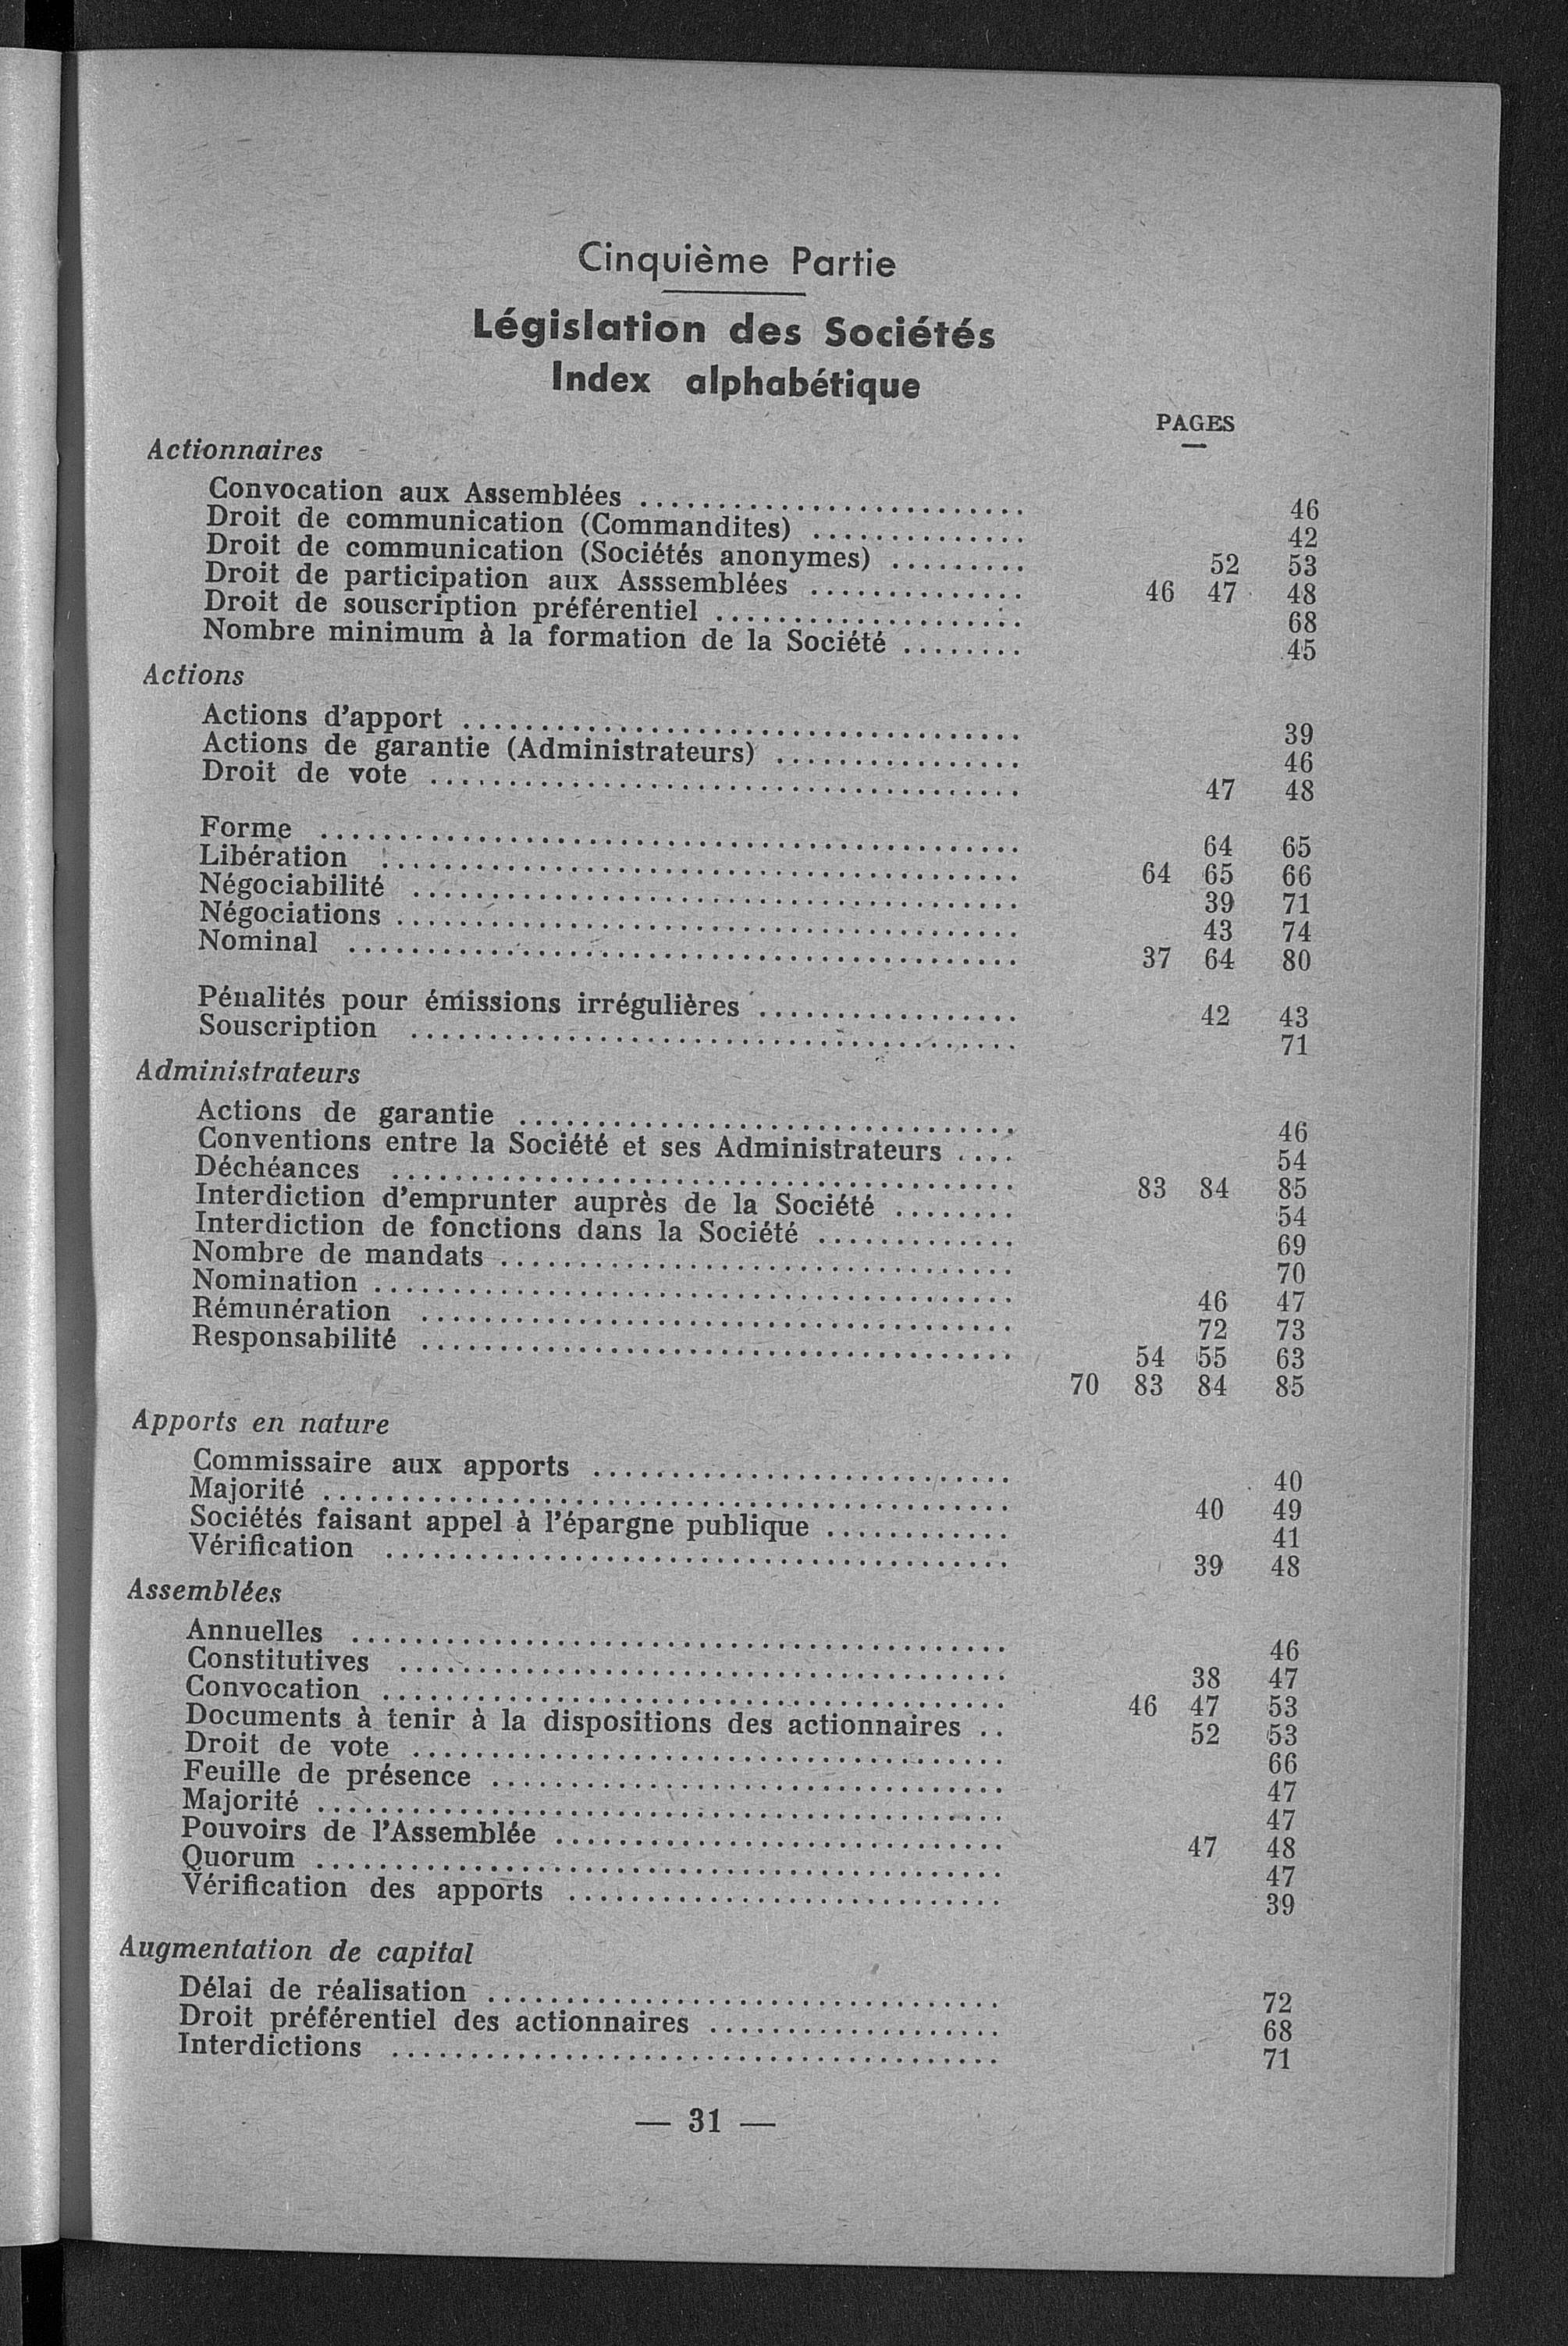 Cinquième Partie
Législation des Sociétés
Index alphabétique
PAGES
Actionnaires
Convocation aux Assemblées ......................... 46
Droit de communication (Commandites) .............. 42
Droit de communication (Sociétés anonymes) ......... 52 53
Droit de participation aux Asssemblées .............. 46 47 48
Droit de souscription préférentiel .................... 68
Nombre minimum à la formation de la Société ........ 45
Actions
Actions d'apport .................................... 39
Actions de garantie (Administrateurs) ................ 46
Droit de vote ...................................... 47 48
Forme ............................................. 64 65
Libération ......................................... 64 65 66
Négociabilité ....................................... 39 71
Négociations ........................................ 43 74
Nominal ........................................... 37 64 80
Pénalités pour émissions irrégulières ................. 42 43
Souscription ....................................... 71
Administrateurs
Actions de garantie ................................ 46
Conventions entre la Société et ses Administrateurs .... 54
Déchéances ........................................ 83 84 85
Interdiction d'emprunter auprès de la Société ........ 54
Interdiction de fonctions dans la Société ............. 69
Nombre de mandats ................................. 70
Nomination ......................................... 46 47
Rémunération ...................................... 72 73
Responsabilité ...................................... 54 55 63
70 83 84 85
Apports en nature
Commissaire aux apports ........................... 40
Majorité ............................................ 40 49
Sociétés faisant appel à l'épargne publique ............ 41
Vérification ........................................ 39 48
Assemblées
Annuelles .......................................... 46
Constitutives ....................................... 38 47
Convocation ........................................ 46 47 53
Documents à tenir à la dispositions des actionnaires .. 52 53
Droit de vote ...................................... 66
Feuille de présence ................................. 47
Majorité ............................................ 47
Pouvoirs de l'Assemblée ............................. 47 48
Quorum ............................................ 47
Vérification des apports ............................ 39
Augmentation de capital
Délai de réalisation ................................. 72
Droit préférentiel des actionnaires ................... 68
Interdictions ....................................... 71
— 31 —